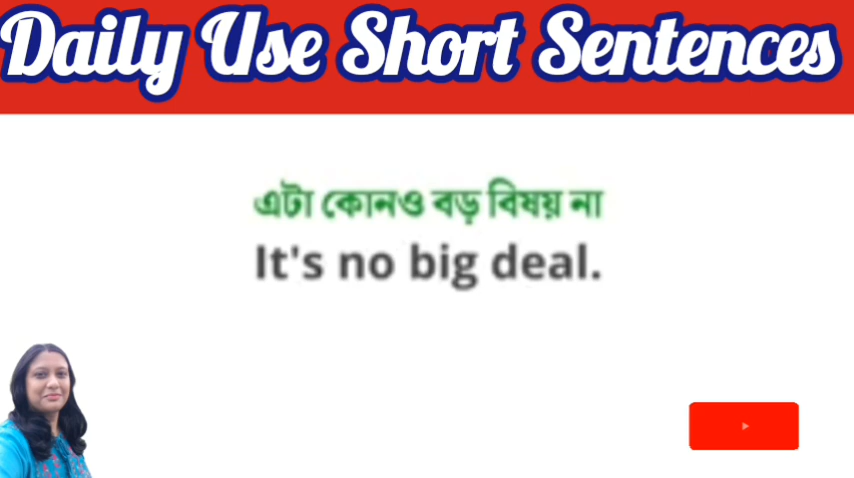 Daily Use Short Sentences
এটা কোনও বড় বিষয় না
It's no big deal.